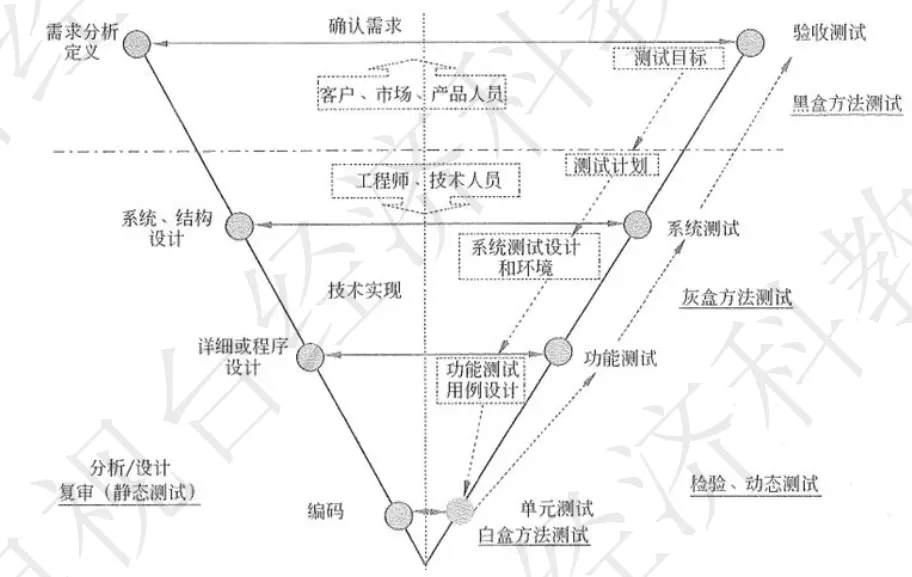 需求分析
定义
确认需求
验收测试
测试目标
客户、市场、产品人员
黑盒方法测试
测试计划
工程师、技术人员
系统、结构
设计
系统测试
系统测试设计
和环境
技术实现
灰盒方法测试
详细或程序
设计
功能测试
功能测试
用例设计
分析/设计
复审（静态测试）
检验、动态测试
编码
单元测试
白盒方法测试